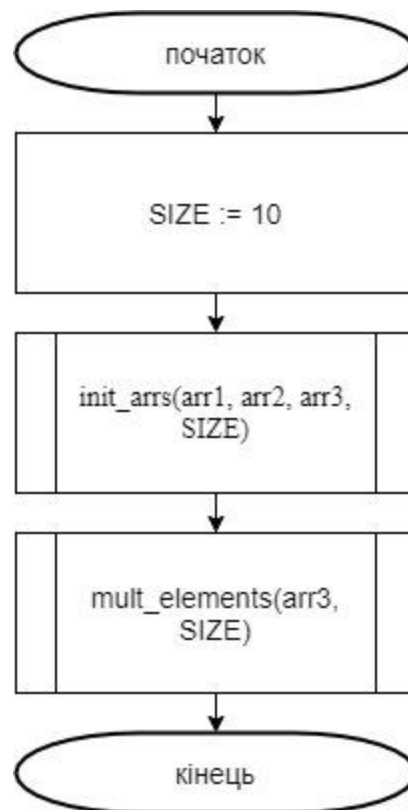 початок
SIZE := 10
init_arrs(arr1, arr2, arr3,
SIZE)
mult_elements(arr3,
SIZE)
кінець